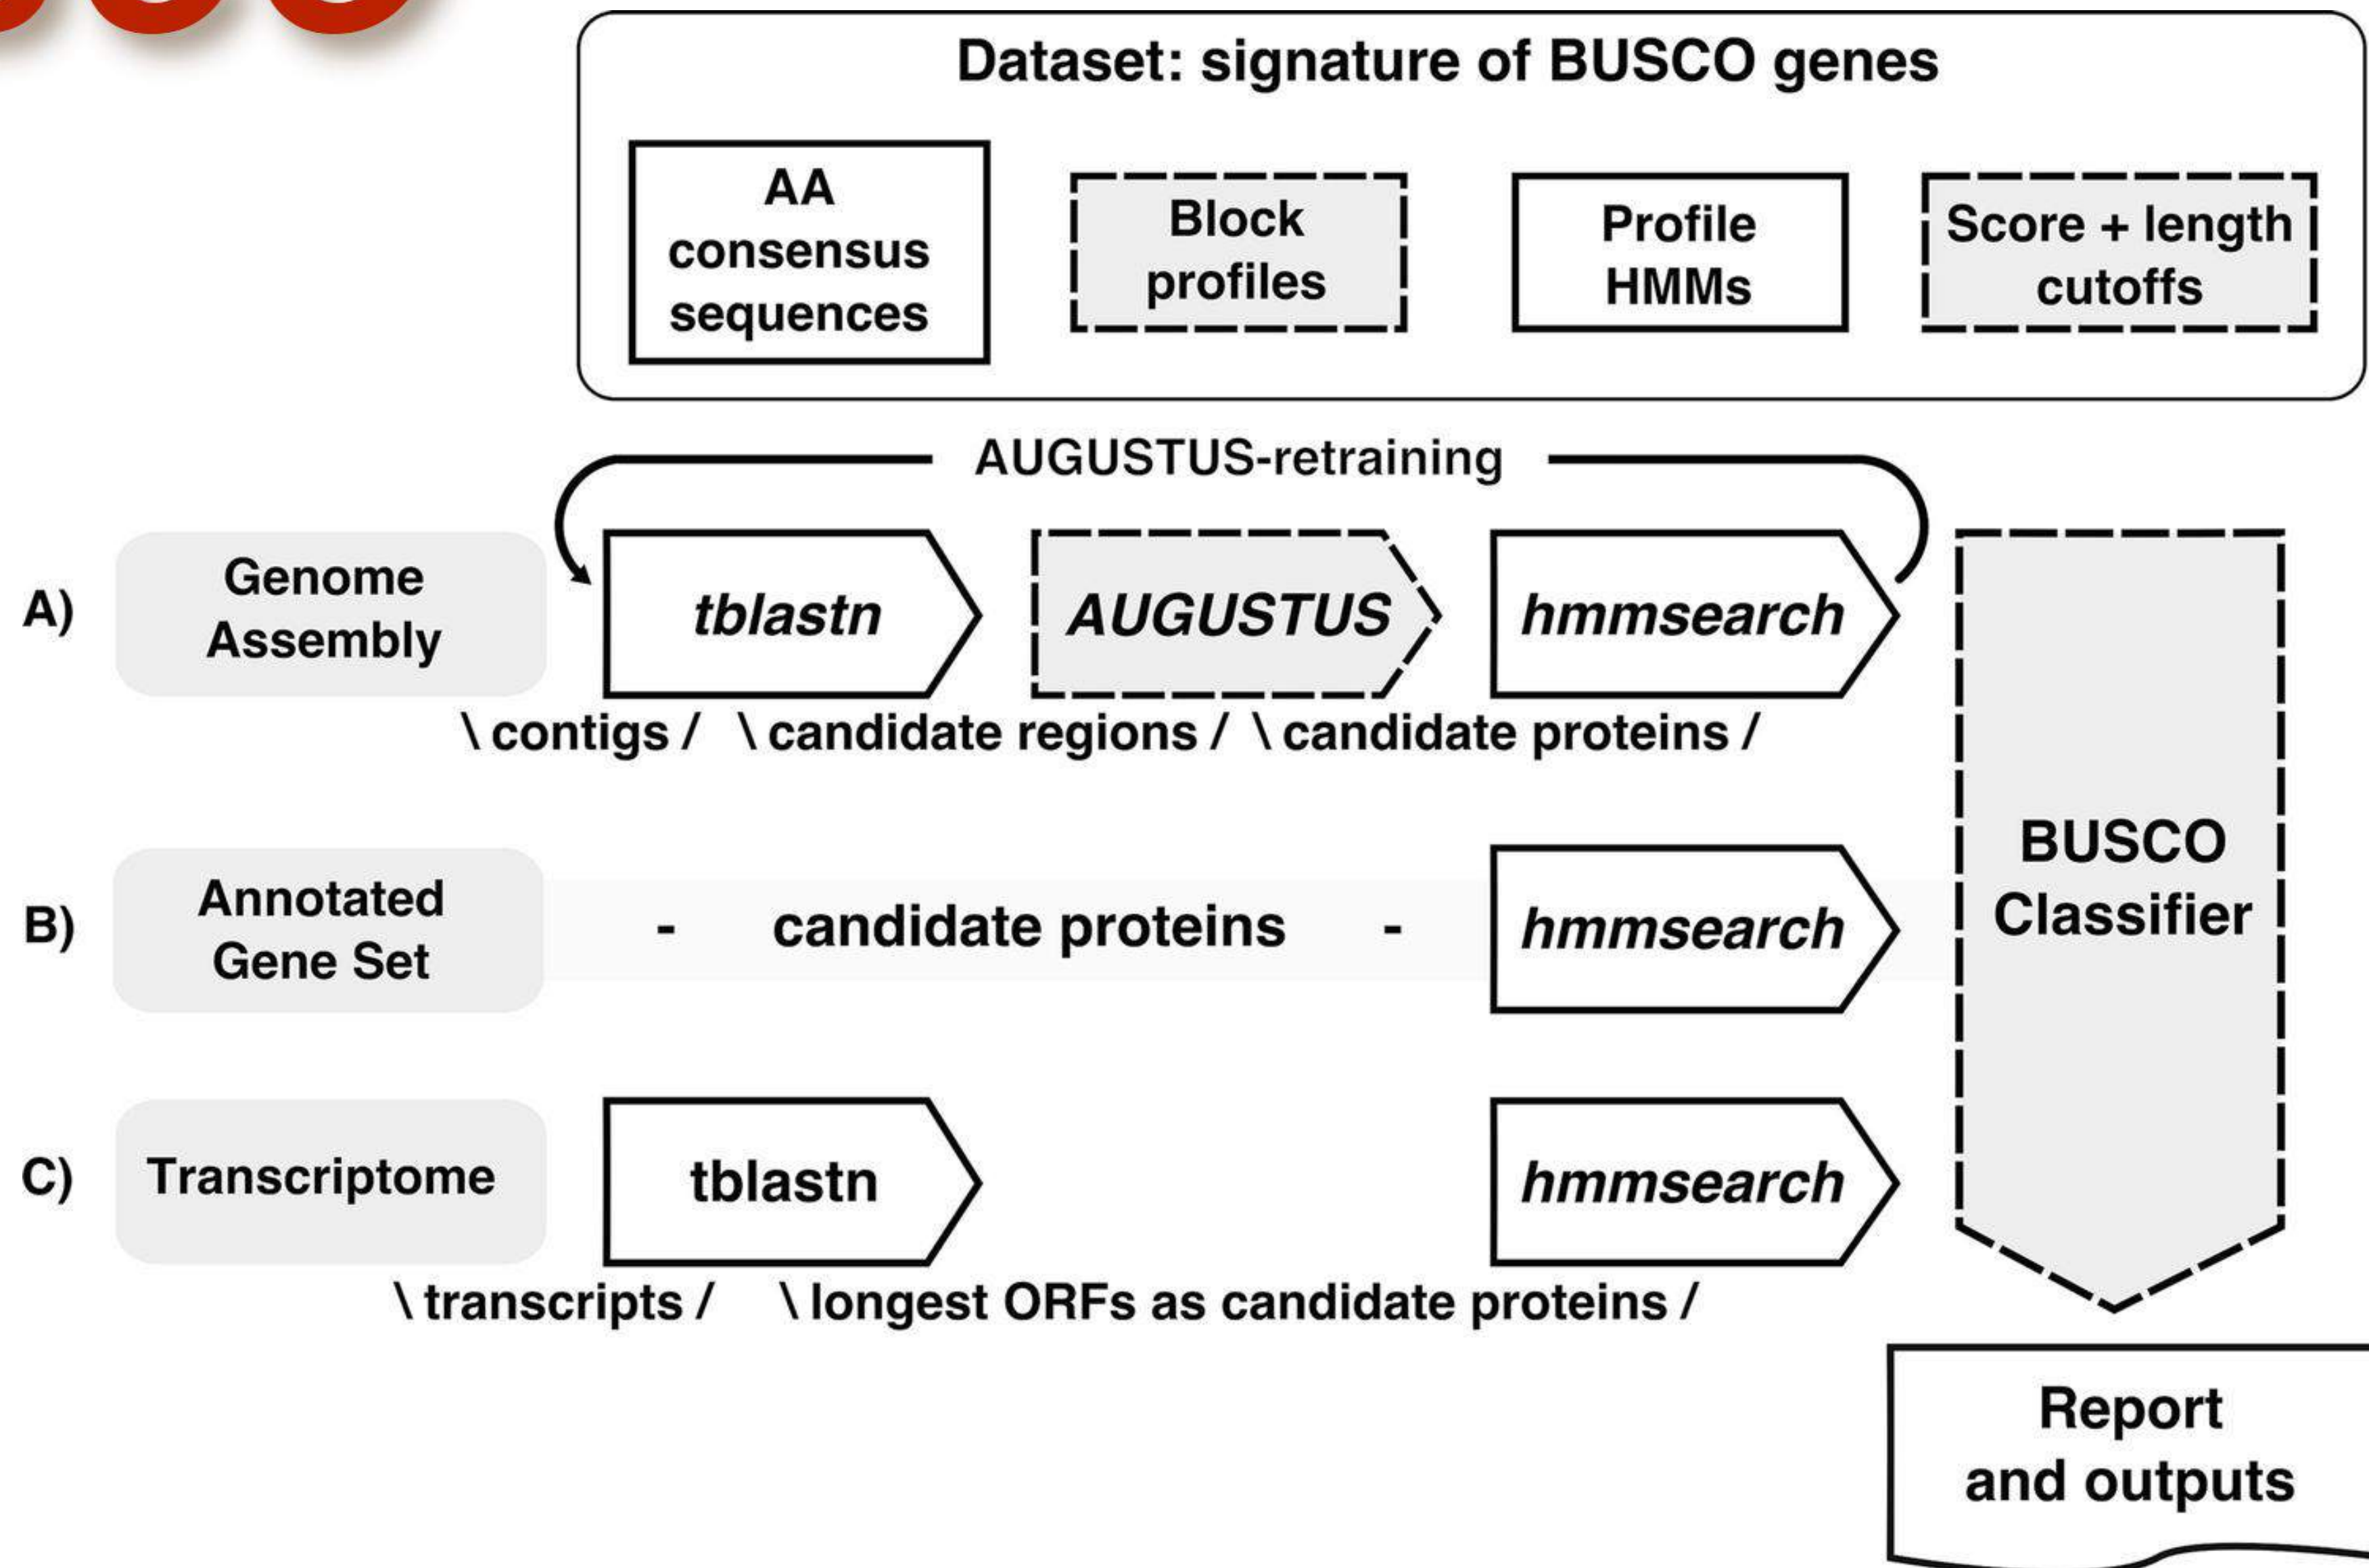 Dataset: signature of BUSCO genes
AA
consensus
sequences
Block
profiles
Profile
HMMs
Score + length
cutoffs
AUGUSTUS-retraining
A)
Genome
Assembly
tblastn
AUGUSTUS
hmmsearch
\ contigs / \ candidate regions / \ candidate proteins /
B)
Annotated
Gene Set
- candidate proteins -
hmmsearch
BUSCO
Classifier
C)
Transcriptome
tblastn
hmmsearch
\ transcripts / \ longest ORFs as candidate proteins /
Report
and outputs